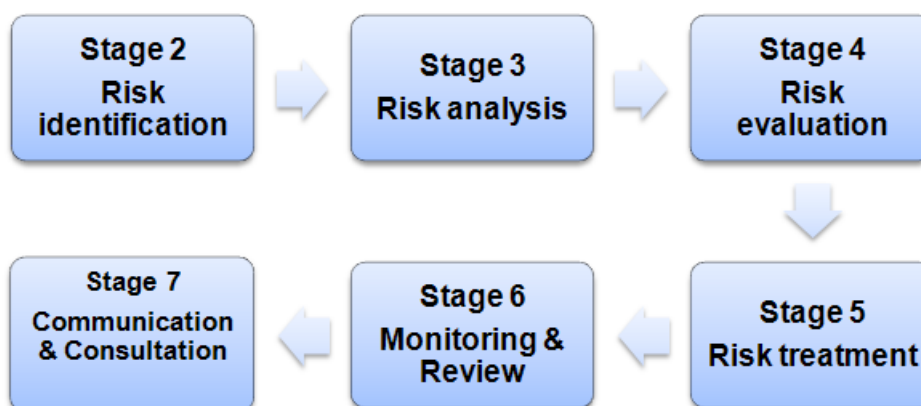 Stage 2
Risk
identification
Stage 3
Risk analysis
Stage 4
Risk
evaluation
Stage 5
Risk treatment
Stage 6
Monitoring &
Review
Stage 7
Communication
& Consultation